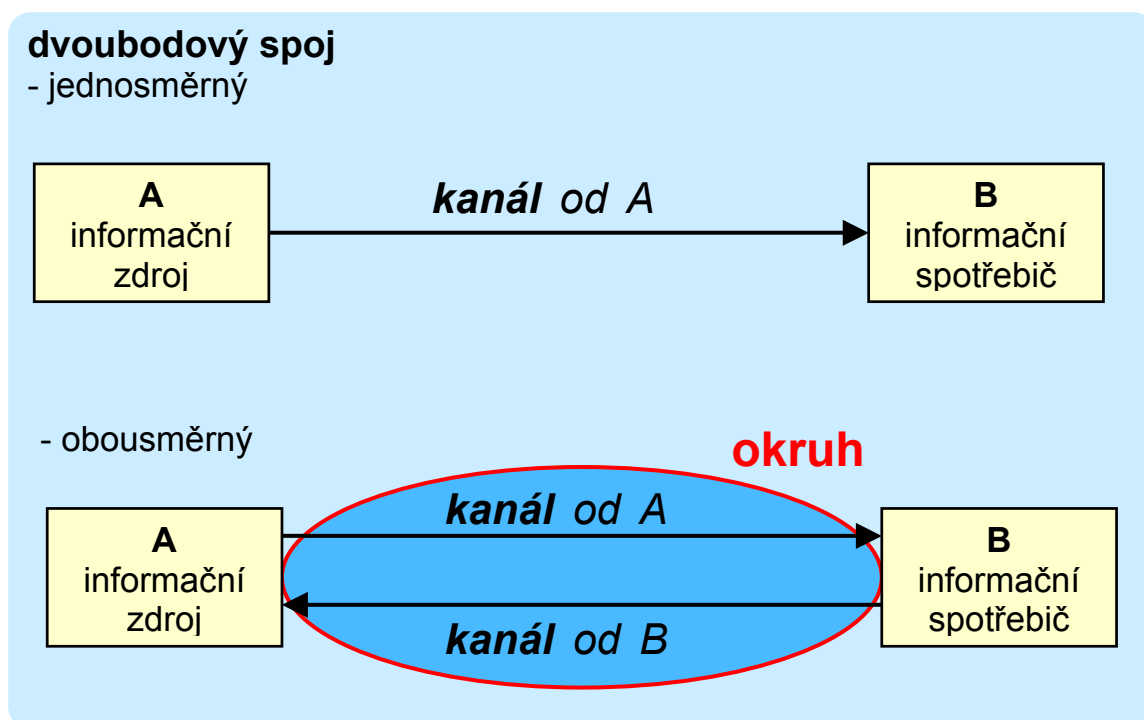 dvoubodový spoj
- jednosměrný
A
informační
zdroj
kanál od A
B
informační
spotřebič
- obousměrný
okruh
A
informační
zdroj
kanál od A
kanál od B
B
informační
spotřebič